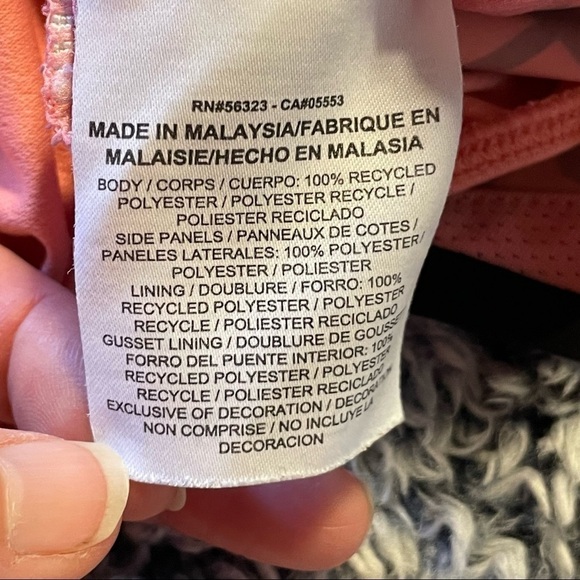 RN#56323 - CA#05553
MADE IN MALAYSIA/FABRIQUE EN
MALAISIE/HECHO EN MALASIA
BODY / CORPS / CUERPO: 100% RECYCLED
POLYESTER / POLYESTER RECYCLE /
POLIESTER RECICLADO
SIDE PANELS / PANNEAUX DE COTES /
PANELES LATERALES: 100% POLYESTER/
POLYESTER / POLIESTER
LINING / DOUBLURE / FORRO: 100%
RECYCLED POLYESTER / POLYESTER
RECYCLE / POLIESTER RECICLADO
GUSSET LINING / DOUBLURE DE
FORRO DEL PUENTE INTERIOR: 100%
RECYCLED POLYESTER / POLYESTER
RECYCLE / POLIESTER RECICLADO
EXCLUSIVE OF DECORATION / DECORATION
NON COMPRISE / NO INCLUYE LA
DECORACION